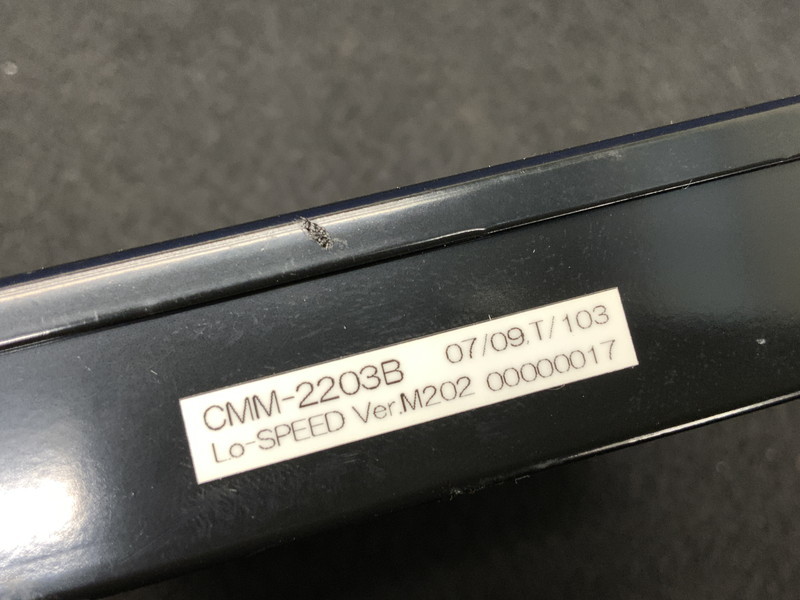 CMM-2203B 07/09.T/103
Lo-SPEED Ver.M202 00000017